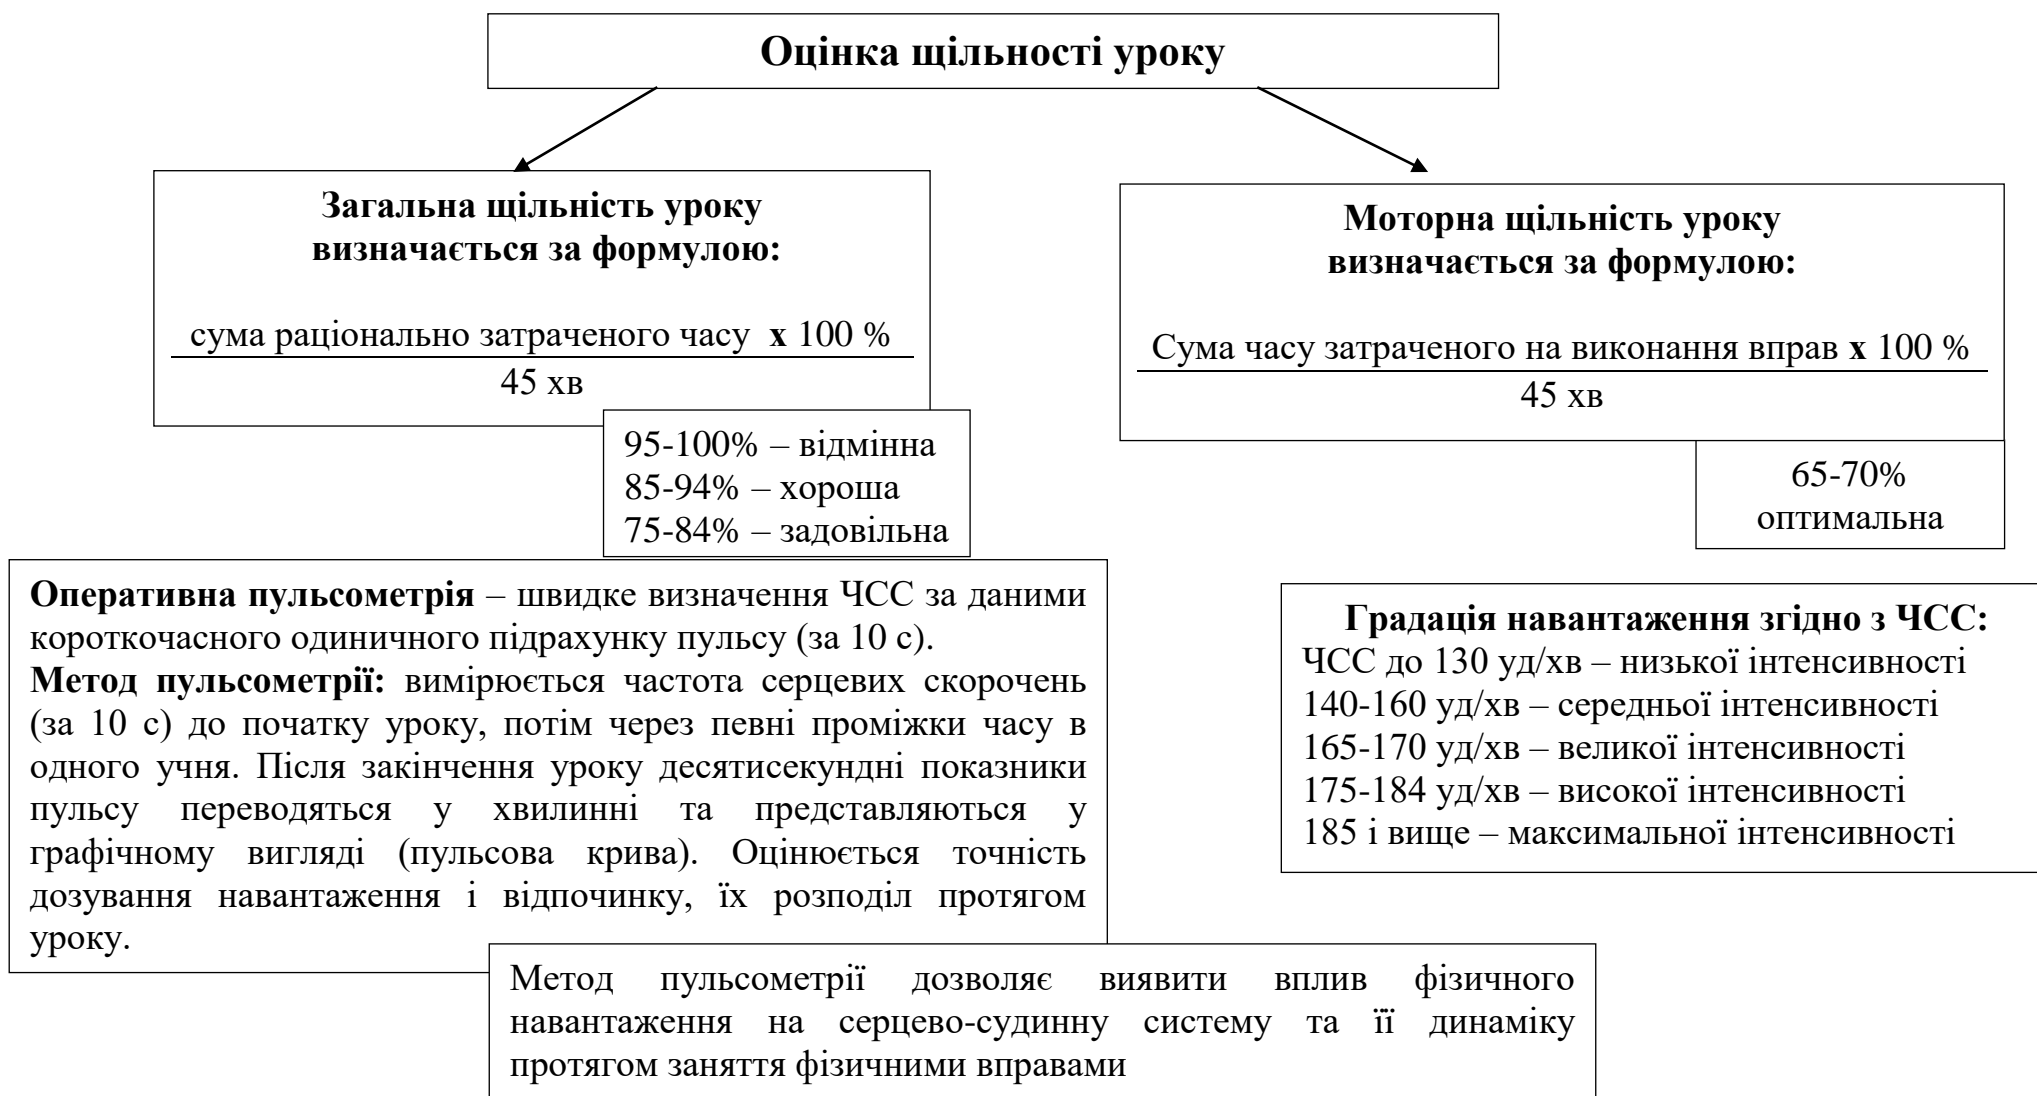 Оцінка щільності уроку
Загальна щільність уроку
визначається за формулою:
сума раціонально затраченого часу х 100 %
45 хв
95-100% – відмінна
85-94% – хороша
75-84% – задовільна
Моторна щільність уроку
визначається за формулою:
Сума часу затраченого на виконання вправ х 100 %
45 хв
65-70%
оптимальна
Оперативна пульсометрія – швидке визначення ЧСС за даними
короткочасного одиничного підрахунку пульсу (за 10 с).
Метод пульсометрії: вимірюється частота серцевих скорочень
(за 10 с) до початку уроку, потім через певні проміжки часу в
одного учня. Після закінчення уроку десятисекундні показники
пульсу переводяться у хвилинні та представляються у
графічному вигляді (пульсова крива). Оцінюється точність
дозування навантаження і відпочинку, їх розподіл протягом
уроку.
Градація навантаження згідно з ЧСС:
ЧСС до 130 уд/хв – низької інтенсивності
140-160 уд/хв – середньої інтенсивності
165-170 уд/хв – великої інтенсивності
175-184 уд/хв – високої інтенсивності
185 і вище – максимальної інтенсивності
Метод пульсометрії дозволяє виявити вплив фізичного
навантаження на серцево-судинну систему та її динаміку
протягом заняття фізичними вправами